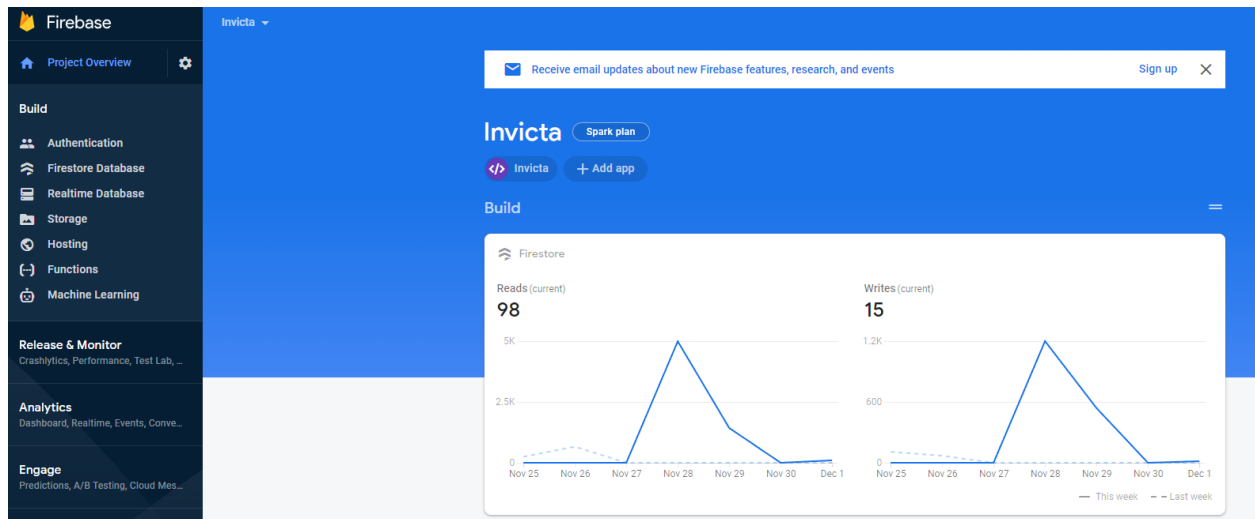 Firebase
Invicta
Project Overview
Receive email updates about new Firebase features, research, and events Sign up
Build
Authentication
Firestore Database
Realtime Database
Storage
Hosting
Functions
Machine Learning
Release & Monitor
Crashlytics, Performance, Test Lab, ...
Analytics
Dashboard, Realtime, Events, Conve...
Engage
Predictions, A/B Testing, Cloud Mes...
Invicta Spark plan
</> Invicta + Add app
Build
Firestore
Reads (current)
98
5K
2.5K
0
Nov 25 Nov 26 Nov 27 Nov 28 Nov 29 Nov 30 Dec 1
Writes (current)
15
1.2K
600
0
Nov 25 Nov 26 Nov 27 Nov 28 Nov 29 Nov 30 Dec 1
This week Last week